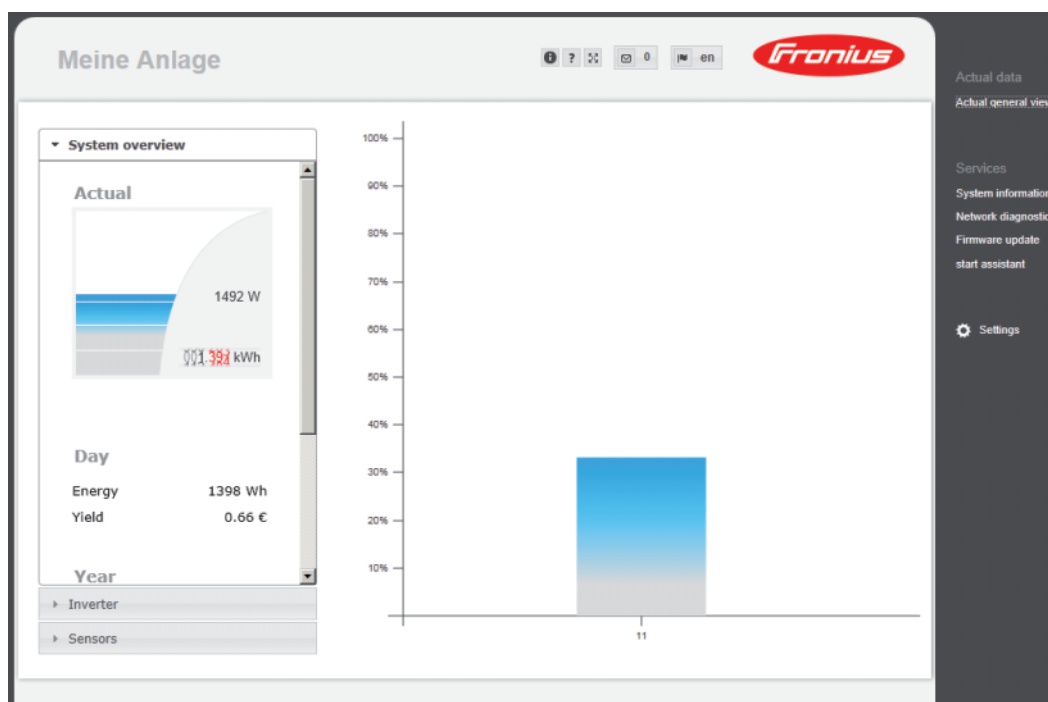 Meine Anlage
0
en
Fronius
System overview
Actual
1492 W
kWh
Day
Energy 1398 Wh
Yield 0.66 €
Year
Inverter
Sensors
100%
90%
80%
70%
60%
50%
40%
30%
20%
10%
11
Actual data
Actual general view
Services
System information
Network diagnostic
Firmware update
start assistant
Settings